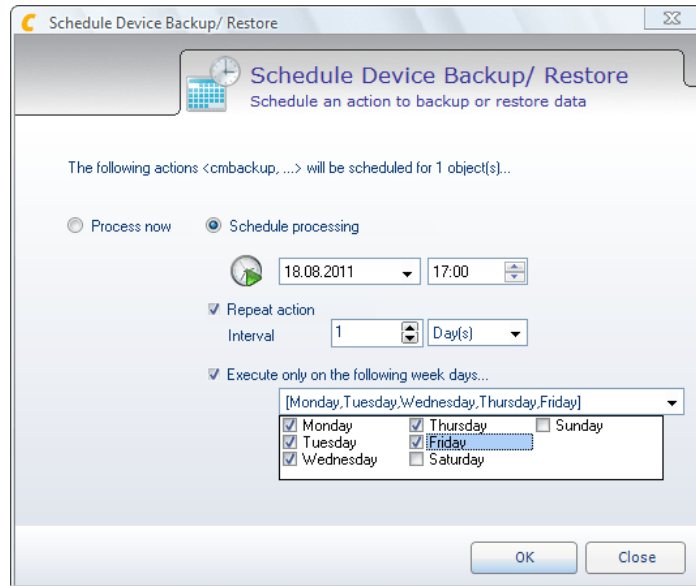 Schedule Device Backup/ Restore
Schedule Device Backup/ Restore
Schedule an action to backup or restore data
The following actions <cmbackup, ...> will be scheduled for 1 object(s)...
Process now Schedule processing
18.08.2011 17:00
Repeat action
Interval 1 Day(s)
Execute only on the following week days...
[Monday,Tuesday,Wednesday,Thursday,Friday]
Monday Thursday Sunday
Tuesday Friday
Wednesday Saturday
OK Close